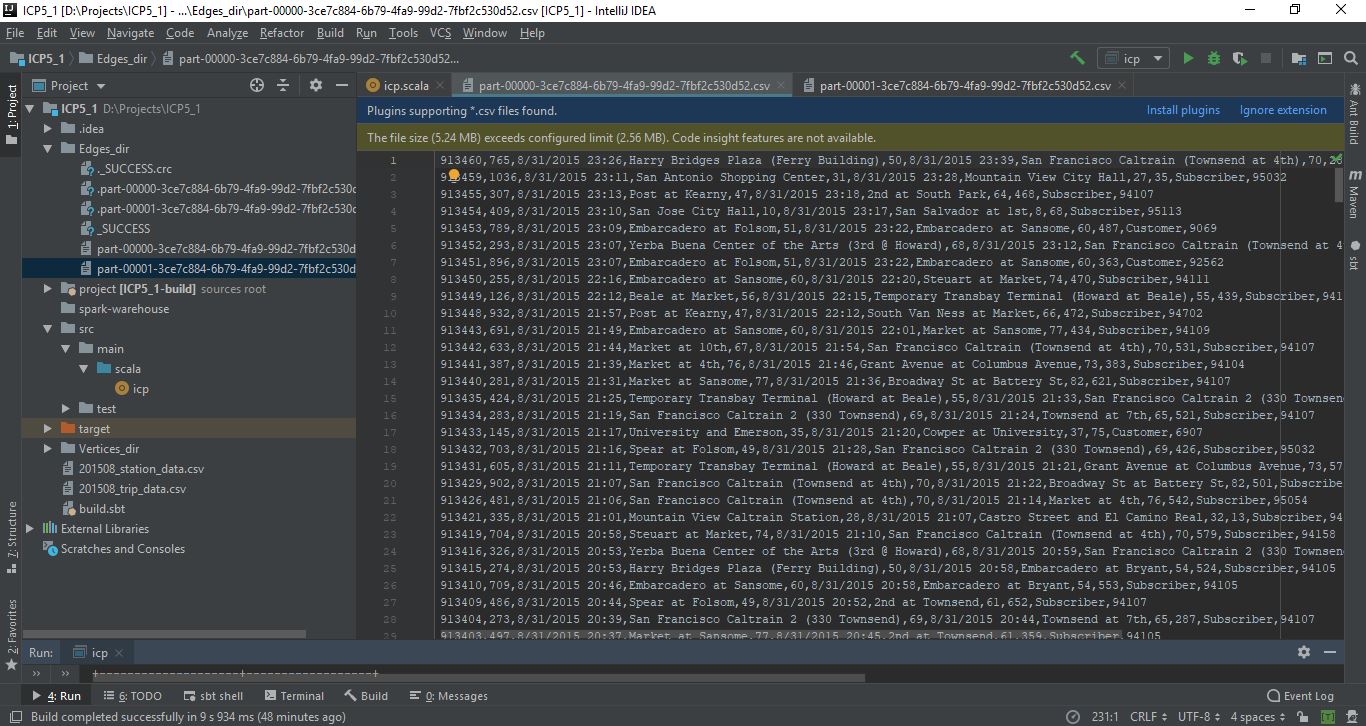 ICP5_1 [D:\Projects\ICP5_1] - ...\Edges_dir\part-00000-3ce7c884-6b79-4fa9-99d2-7fbf2c530d52.csv [ICP5_1] - IntelliJ IDEA
File Edit View Navigate Code Analyze Refactor Build Run Tools VCS Window Help
ICP5_1 Edges_dir part-00000-3ce7c884-6b79-4fa9-99d2-7fbf2c530d52... icp
Project icp.scala part-00000-3ce7c884-6b79-4fa9-99d2-7fbf2c530d52.csv part-00001-3ce7c884-6b79-4fa9-99d2-7fbf2c530d52.csv
1: Project
7: Structure
2: Favorites
Ant Build
Maven
sbt
ICP5_1 D:\Projects\ICP5_1
.idea
Edges_dir
._SUCCESS.crc
.part-00000-3ce7c884-6b79-4fa9-99d2-7fbf2c530d
.part-00001-3ce7c884-6b79-4fa9-99d2-7fbf2c530d
_SUCCESS
part-00000-3ce7c884-6b79-4fa9-99d2-7fbf2c530d
part-00001-3ce7c884-6b79-4fa9-99d2-7fbf2c530d
project [ICP5_1-build] sources root
spark-warehouse
src
main
scala
icp
test
target
Vertices_dir
201508_station_data.csv
201508_trip_data.csv
build.sbt
External Libraries
Scratches and Consoles
Plugins supporting *.csv files found. Install plugins Ignore extension
The file size (5.24 MB) exceeds configured limit (2.56 MB). Code insight features are not available.
1 913460,765,8/31/2015 23:26,Harry Bridges Plaza (Ferry Building),50,8/31/2015 23:39,San Francisco Caltrain (Townsend at 4th),70,28
2 913459,1036,8/31/2015 23:11,San Antonio Shopping Center,31,8/31/2015 23:28,Mountain View City Hall,27,35,Subscriber,95032
3 913455,307,8/31/2015 23:13,Post at Kearny,47,8/31/2015 23:18,2nd at South Park,64,468,Subscriber,94107
4 913454,409,8/31/2015 23:10,San Jose City Hall,10,8/31/2015 23:17,San Salvador at 1st,8,68,Subscriber,95113
5 913453,789,8/31/2015 23:09,Embarcadero at Folsom,51,8/31/2015 23:22,Embarcadero at Sansome,60,487,Customer,9069
6 913452,293,8/31/2015 23:07,Yerba Buena Center of the Arts (3rd @ Howard),68,8/31/2015 23:12,San Francisco Caltrain (Townsend at 4
7 913451,896,8/31/2015 23:07,Embarcadero at Folsom,51,8/31/2015 23:22,Embarcadero at Sansome,60,363,Customer,92562
8 913450,255,8/31/2015 22:16,Embarcadero at Sansome,60,8/31/2015 22:20,Steuart at Market,74,470,Subscriber,94111
9 913449,126,8/31/2015 22:12,Beale at Market,56,8/31/2015 22:15,Temporary Transbay Terminal (Howard at Beale),55,439,Subscriber,941
10 913448,932,8/31/2015 21:57,Post at Kearny,47,8/31/2015 22:12,South Van Ness at Market,66,472,Subscriber,94702
11 913443,691,8/31/2015 21:49,Embarcadero at Sansome,60,8/31/2015 22:01,Market at Sansome,77,434,Subscriber,94109
12 913442,633,8/31/2015 21:44,Market at 10th,67,8/31/2015 21:54,San Francisco Caltrain (Townsend at 4th),70,531,Subscriber,94107
13 913441,387,8/31/2015 21:39,Market at 4th,76,8/31/2015 21:46,Grant Avenue at Columbus Avenue,73,383,Subscriber,94104
14 913440,281,8/31/2015 21:31,Market at Sansome,77,8/31/2015 21:36,Broadway St at Battery St,82,621,Subscriber,94107
15 913435,424,8/31/2015 21:25,Temporary Transbay Terminal (Howard at Beale),55,8/31/2015 21:33,San Francisco Caltrain 2 (330 Townsen
16 913434,283,8/31/2015 21:19,San Francisco Caltrain 2 (330 Townsend),69,8/31/2015 21:24,Townsend at 7th,65,521,Subscriber,94107
17 913433,145,8/31/2015 21:17,University and Emerson,35,8/31/2015 21:20,Cowper at University,37,75,Customer,6907
18 913432,703,8/31/2015 21:16,Spear at Folsom,49,8/31/2015 21:28,San Francisco Caltrain 2 (330 Townsend),69,426,Subscriber,95032
19 913431,605,8/31/2015 21:11,Temporary Transbay Terminal (Howard at Beale),55,8/31/2015 21:21,Grant Avenue at Columbus Avenue,73,57
20 913429,902,8/31/2015 21:07,San Francisco Caltrain (Townsend at 4th),70,8/31/2015 21:22,Broadway St at Battery St,82,501,Subscribe
21 913426,481,8/31/2015 21:06,San Francisco Caltrain (Townsend at 4th),70,8/31/2015 21:14,Market at 4th,76,542,Subscriber,95054
22 913421,335,8/31/2015 21:01,Mountain View Caltrain Station,28,8/31/2015 21:07,Castro Street and El Camino Real,32,13,Subscriber,94
23 913419,704,8/31/2015 20:58,Steuart at Market,74,8/31/2015 21:10,San Francisco Caltrain (Townsend at 4th),70,579,Subscriber,94158
24 913416,326,8/31/2015 20:53,Yerba Buena Center of the Arts (3rd @ Howard),68,8/31/2015 20:59,San Francisco Caltrain 2 (330 Townsen
25 913415,274,8/31/2015 20:53,Harry Bridges Plaza (Ferry Building),50,8/31/2015 20:58,Embarcadero at Bryant,54,524,Subscriber,94105
26 913410,709,8/31/2015 20:46,Embarcadero at Sansome,60,8/31/2015 20:58,Embarcadero at Bryant,54,553,Subscriber,94105
27 913409,486,8/31/2015 20:44,Spear at Folsom,49,8/31/2015 20:52,2nd at Townsend,61,652,Subscriber,94107
28 913404,273,8/31/2015 20:39,San Francisco Caltrain 2 (330 Townsend),69,8/31/2015 20:44,Townsend at 7th,65,287,Subscriber,94107
29 913403,497,8/31/2015 20:37,Market at Sansome,77,8/31/2015 20:45,2nd at Townsend,61,359,Subscriber,94105
Run: icp
4: Run 6: TODO sbt shell Terminal Build 0: Messages Event Log
Build completed successfully in 9 s 934 ms (48 minutes ago) 231:1 CRLF UTF-8 4 spaces